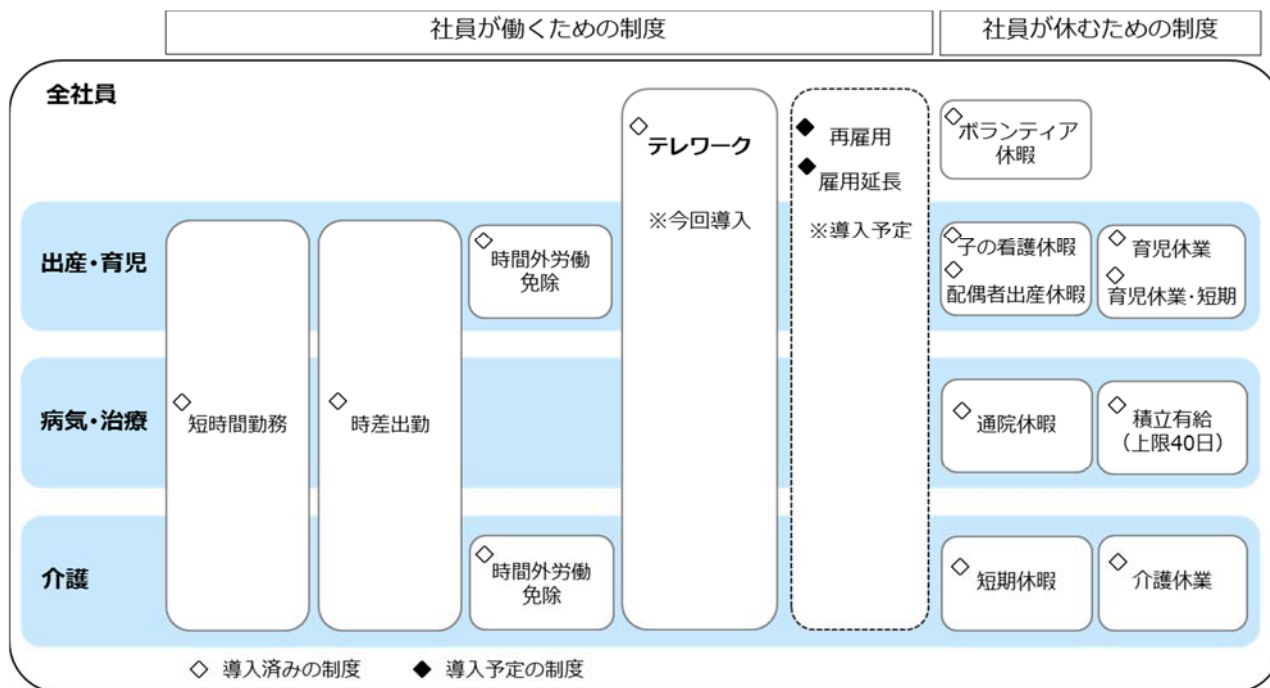 社員が働くための制度
社員が休むための制度
全社員
◇テレワーク
※今回導入
◆再雇用
◆雇用延長
※導入予定
◇ボランティア
休暇
出産・育児
◇時間外労働
免除
◇子の看護休暇
◇配偶者出産休暇
◇育児休業
◇育児休業・短期
病気・治療
◇短時間勤務
◇時差出勤
◇通院休暇
◇積立有給
（上限40日）
介護
◇時間外労働
免除
◇短期休暇
◇介護休業
◇ 導入済みの制度
◆ 導入予定の制度